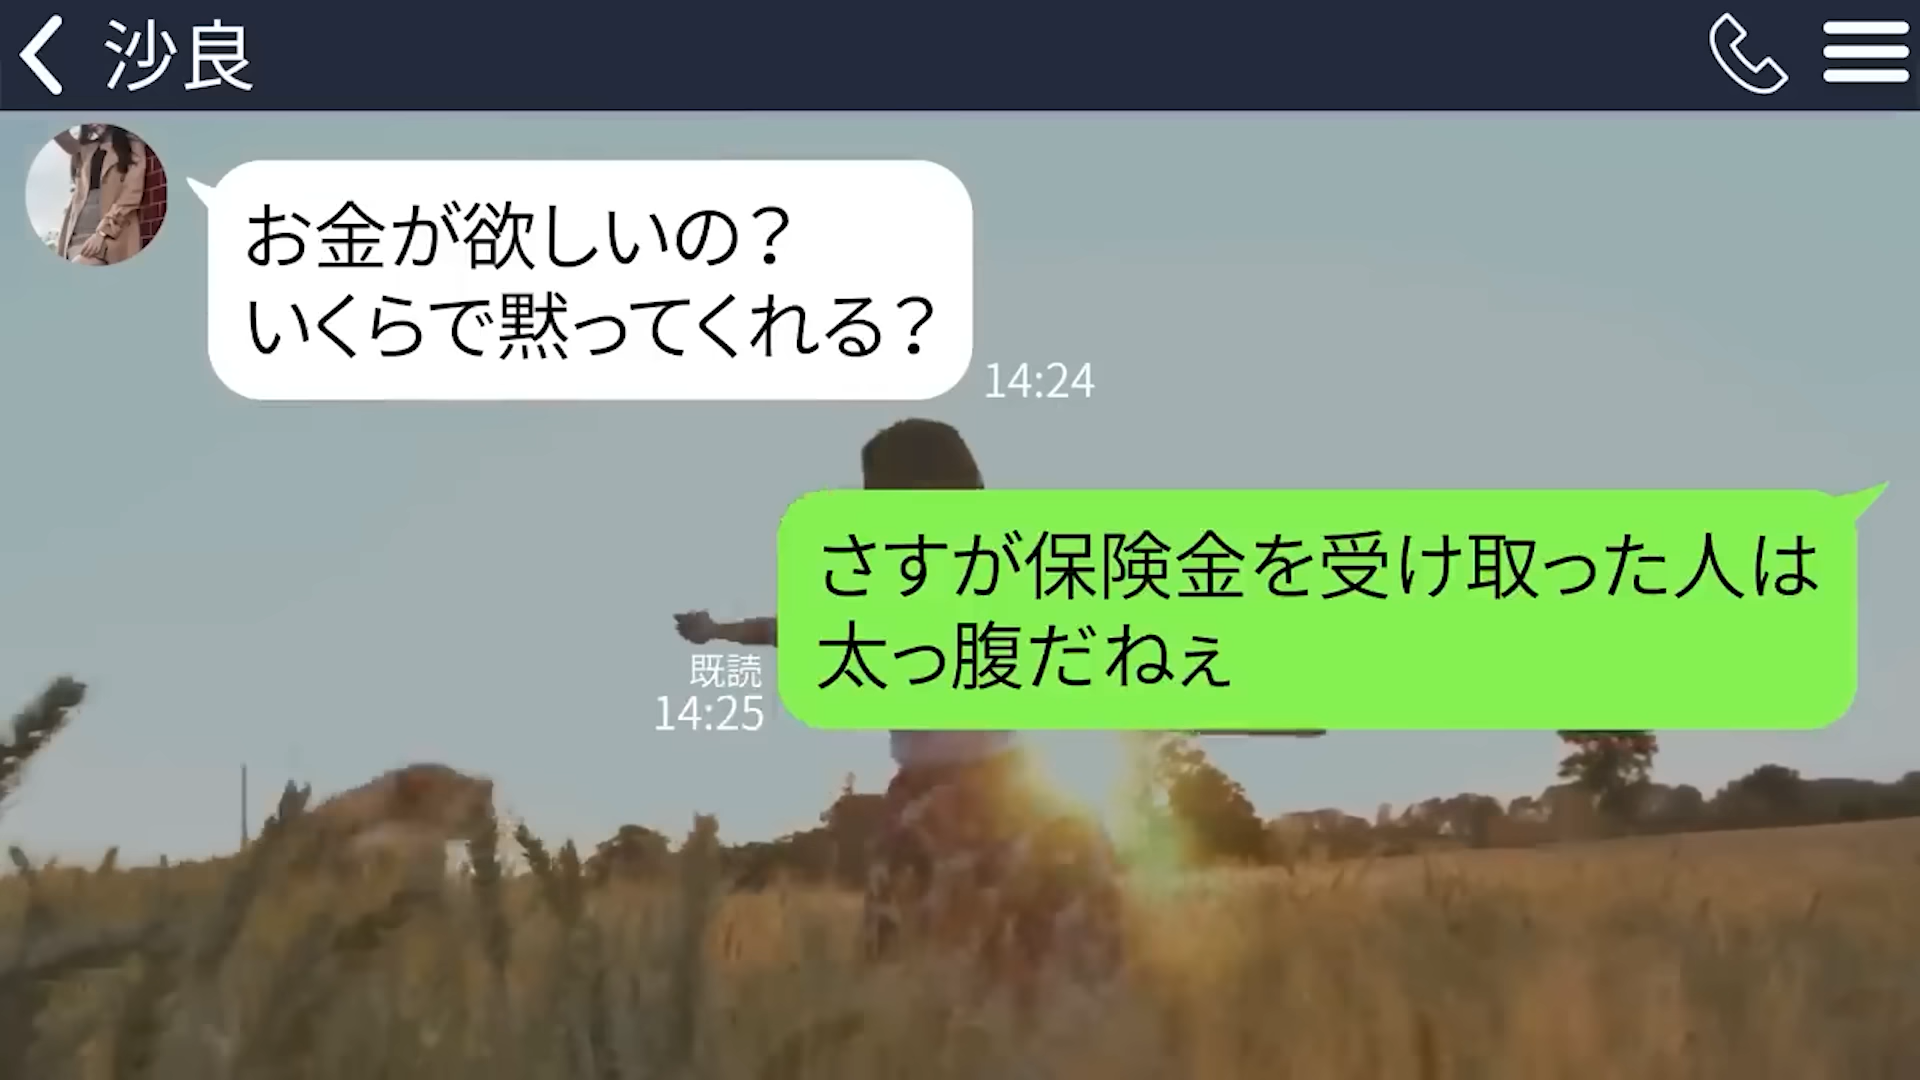 沙良
お金が欲しいの？
いくらで黙ってくれる？
14:24
さすが保険金を受け取った人は
太っ腹だねぇ
既読
14:25